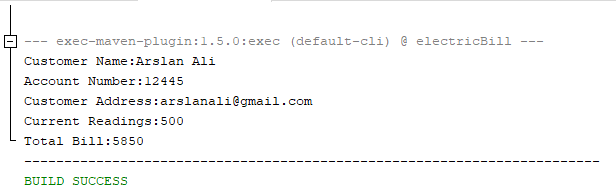 --- exec-maven-plugin:1.5.0:exec (default-cli) @ electricBill ---
Customer Name:Arslan Ali
Account Number:12445
Customer Address:arslanali@gmail.com
Current Readings:500
Total Bill:5850
------------------------------------------------------------------------
BUILD SUCCESS